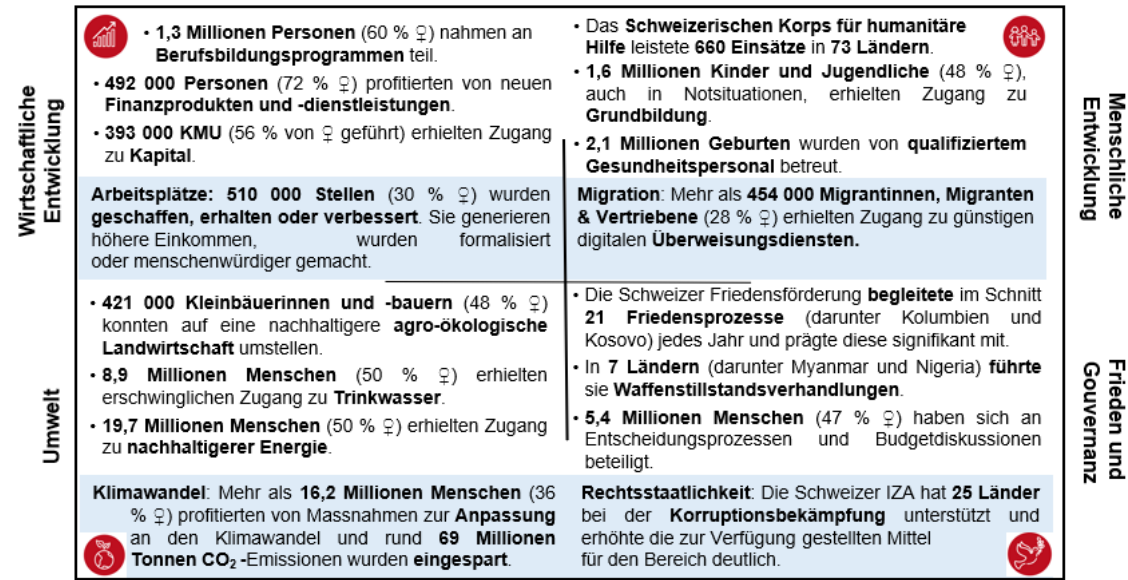 Wirtschaftliche
Entwicklung
• 1,3 Millionen Personen (60 % ♀) nahmen an
Berufsbildungsprogrammen teil.
• 492 000 Personen (72 % ♀) profitierten von neuen
Finanzprodukten und -dienstleistungen.
• 393 000 KMU (56 % von ♀ geführt) erhielten Zugang
zu Kapital.
Arbeitsplätze: 510 000 Stellen (30 % ♀) wurden
geschaffen, erhalten oder verbessert. Sie generieren
höhere Einkommen, wurden formalisiert
oder menschenwürdiger gemacht.
Menschliche
Entwicklung
• Das Schweizerischen Korps für humanitäre
Hilfe leistete 660 Einsätze in 73 Ländern.
• 1,6 Millionen Kinder und Jugendliche (48 % ♀),
auch in Notsituationen, erhielten Zugang zu
Grundbildung.
• 2,1 Millionen Geburten wurden von qualifiziertem
Gesundheitspersonal betreut.
Migration: Mehr als 454 000 Migrantinnen, Migranten
& Vertriebene (28 % ♀) erhielten Zugang zu günstigen
digitalen Überweisungsdiensten.
Umwelt
• 421 000 Kleinbäuerinnen und -bauern (48 % ♀)
konnten auf eine nachhaltigere agro-ökologische
Landwirtschaft umstellen.
• 8,9 Millionen Menschen (50 % ♀) erhielten
erschwinglichen Zugang zu Trinkwasser.
• 19,7 Millionen Menschen (50 % ♀) erhielten Zugang
zu nachhaltigerer Energie.
Klimawandel: Mehr als 16,2 Millionen Menschen (36
% ♀) profitierten von Massnahmen zur Anpassung
an den Klimawandel und rund 69 Millionen
Tonnen CO₂ -Emissionen wurden eingespart.
Frieden und
Gouvernanz
• Die Schweizer Friedensförderung begleitete im Schnitt
21 Friedensprozesse (darunter Kolumbien und
Kosovo) jedes Jahr und prägte diese signifikant mit.
• In 7 Ländern (darunter Myanmar und Nigeria) führte
sie Waffenstillstandsverhandlungen.
• 5,4 Millionen Menschen (47 % ♀) haben sich an
Entscheidungsprozessen und Budgetdiskussionen
beteiligt.
Rechtsstaatlichkeit: Die Schweizer IZA hat 25 Länder
bei der Korruptionsbekämpfung unterstützt und
erhöhte die zur Verfügung gestellten Mittel
für den Bereich deutlich.